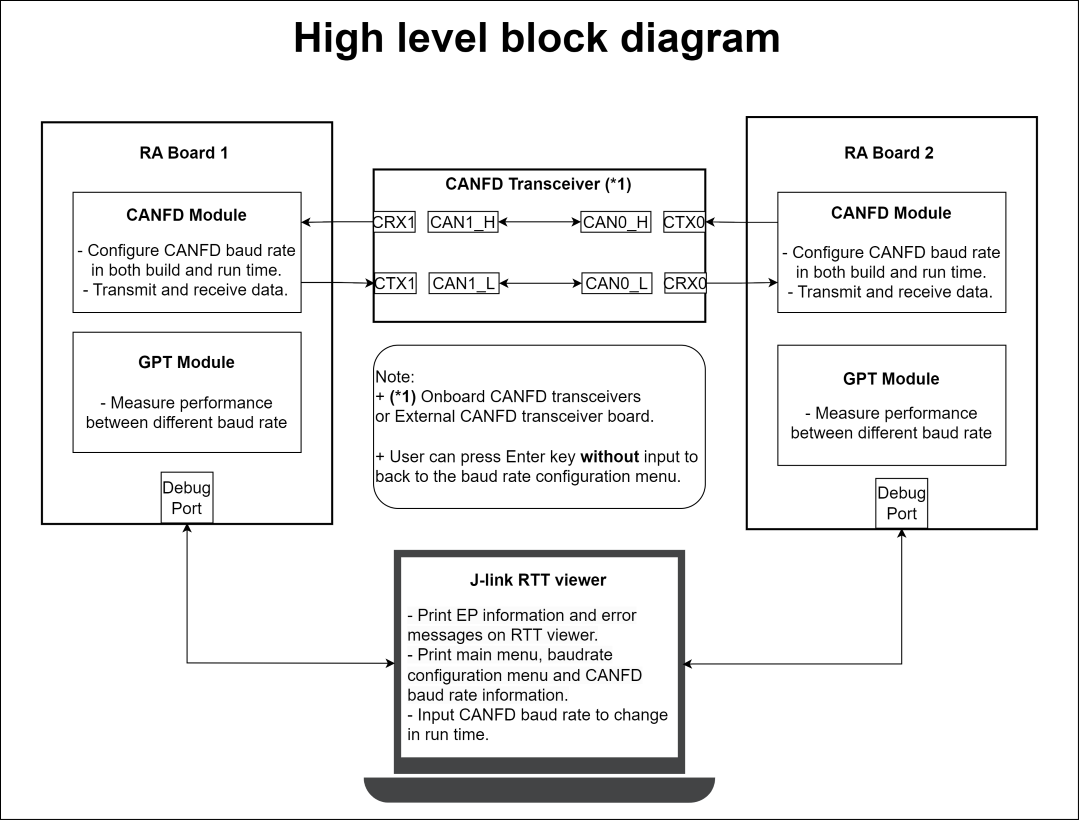 High level block diagram
RA Board 1
CANFD Module
- Configure CANFD baud rate
in both build and run time.
- Transmit and receive data.
GPT Module
- Measure performance
between different baud rate
Debug
Port
CANFD Transceiver (*1)
CRX1 CAN1_H CAN0_H CTX0
CTX1 CAN1_L CAN0_L CRX0
Note:
+ (*1) Onboard CANFD transceivers
or External CANFD transceiver board.
+ User can press Enter key without input to
back to the baud rate configuration menu.
RA Board 2
CANFD Module
- Configure CANFD baud rate
in both build and run time.
- Transmit and receive data.
GPT Module
- Measure performance
between different baud rate
Debug
Port
J-link RTT viewer
- Print EP information and error
messages on RTT viewer.
- Print main menu, baudrate
configuration menu and CANFD
baud rate information.
- Input CANFD baud rate to change
in run time.